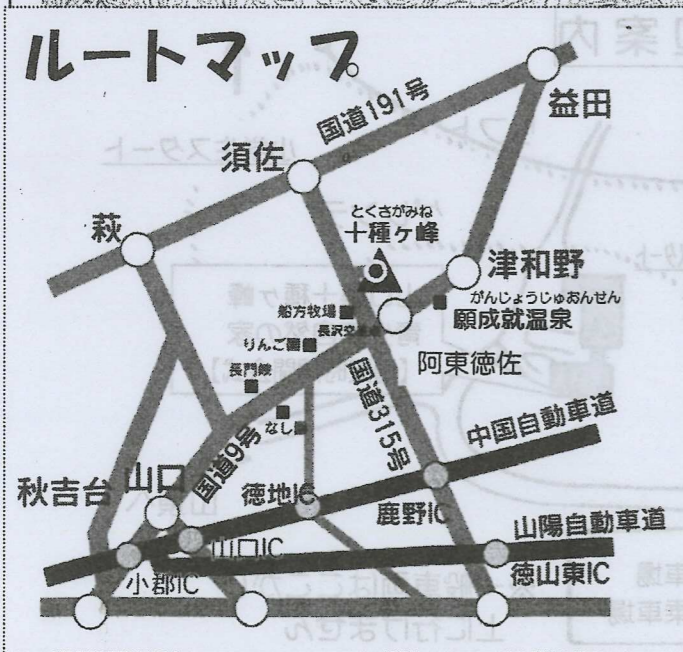 ルートマップ
国道191号
益田
須佐
萩
とくさがみね
十種ヶ峰
津和野
がんじょうじゅおんせん
願成就温泉
船方牧場
長沢交差点
りんご園
阿東徳佐
長門峡
なし
国道315号
国道9号
中国自動車道
秋吉台
山口
徳地IC
鹿野IC
山口IC
山陽自動車道
小郡IC
徳山東IC